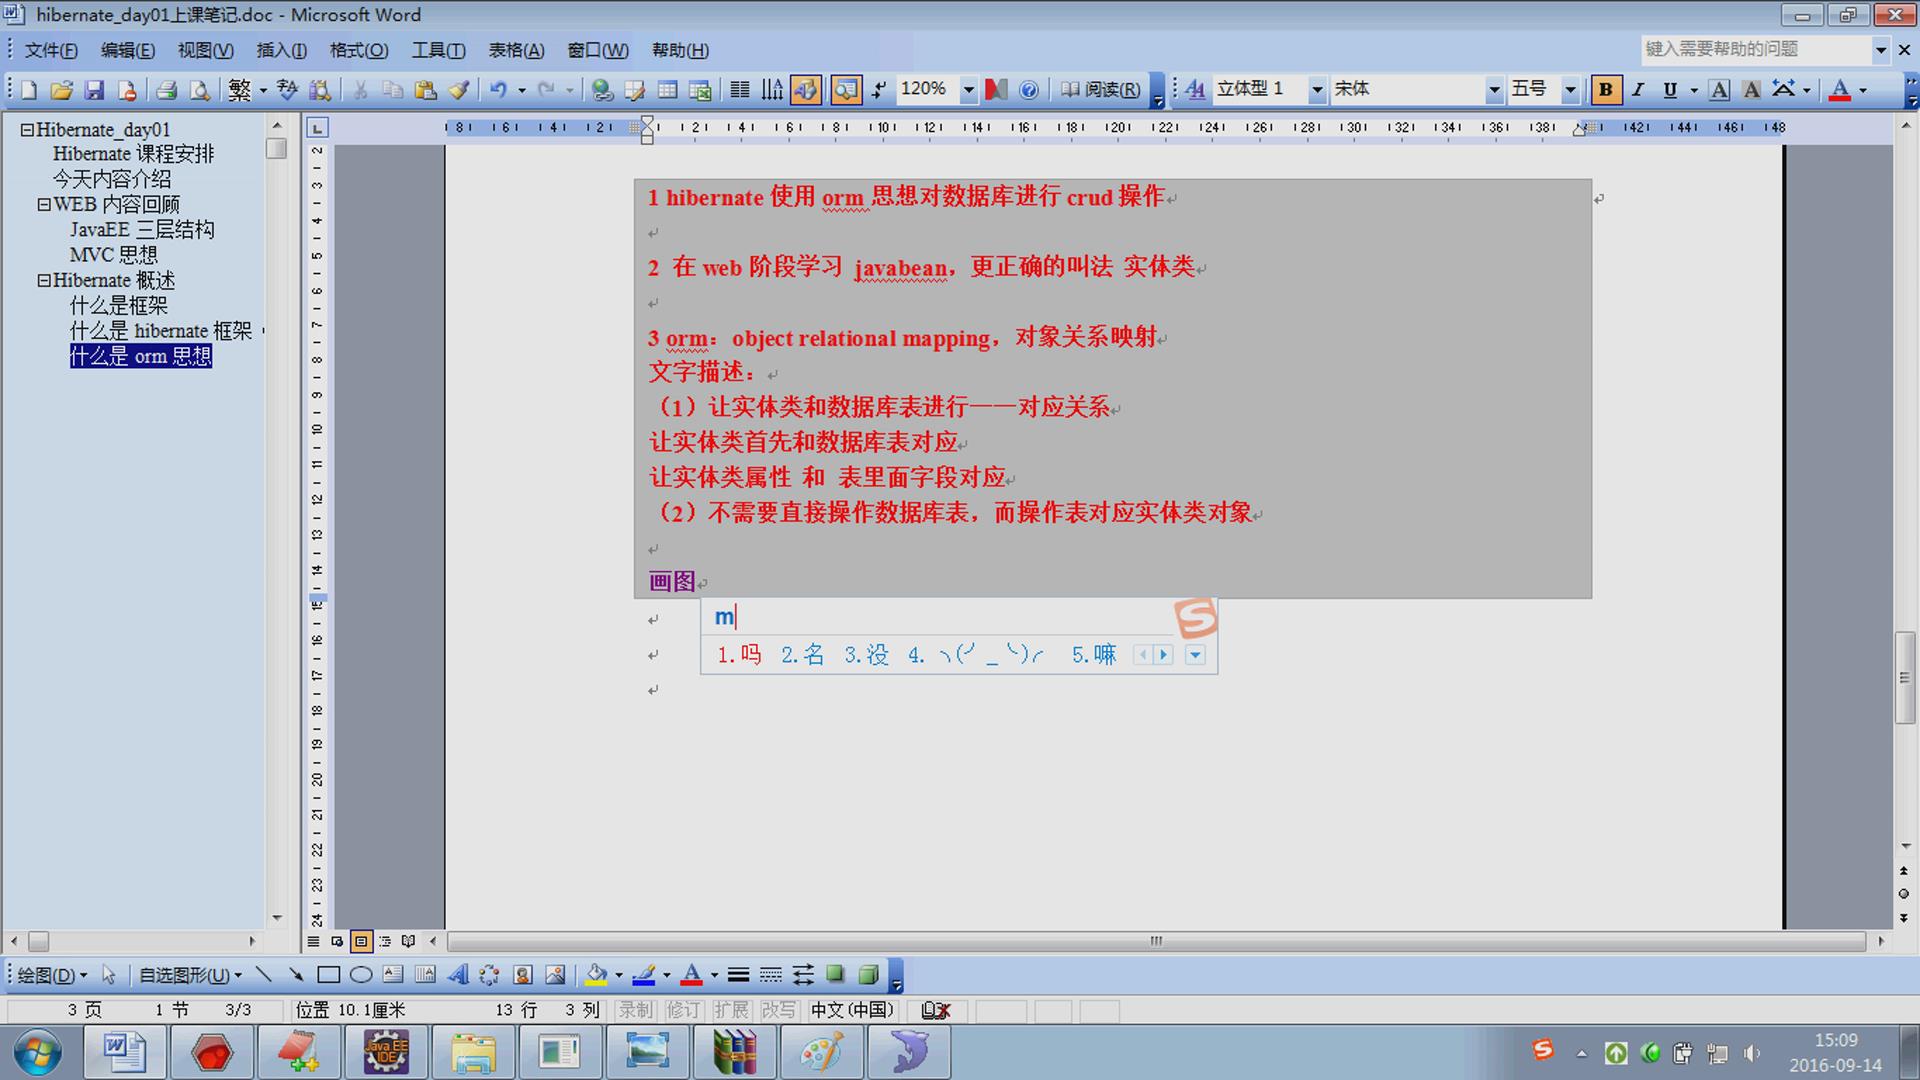 hibernate_day01上课笔记.doc - Microsoft Word
文件(F) 编辑(E) 视图(V) 插入(I) 格式(O) 工具(T) 表格(A) 窗口(W) 帮助(H) 键入需要帮助的问题
繁 120% 阅读(R) 立体型 1 宋体 五号 B I U A A A
Hibernate_day01
Hibernate 课程安排
今天内容介绍
WEB 内容回顾
JavaEE 三层结构
MVC 思想
Hibernate 概述
什么是框架
什么是 hibernate 框架
什么是 orm 思想
1 hibernate 使用 orm 思想对数据库进行 crud 操作
2 在 web 阶段学习 javabean，更正确的叫法 实体类
3 orm：object relational mapping，对象关系映射
文字描述：
（1）让实体类和数据库表进行一一对应关系
让实体类首先和数据库表对应
让实体类属性 和 表里面字段对应
（2）不需要直接操作数据库表，而操作表对应实体类对象
画图
m
1.吗 2.名 3.没 4.ヽ(╯_╰)╭ 5.嘛
绘图(D) 自选图形(U)
3 页 1 节 3/3 位置 10.1厘米 13 行 3 列 录制 修订 扩展 改写 中文(中国)
Java EE IDE
15:09
2016-09-14